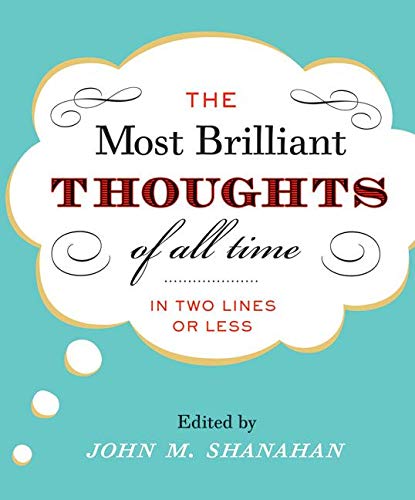 THE
Most Brilliant
THOUGHTS
of all time
IN TWO LINES
OR LESS
Edited by
JOHN M. SHANAHAN